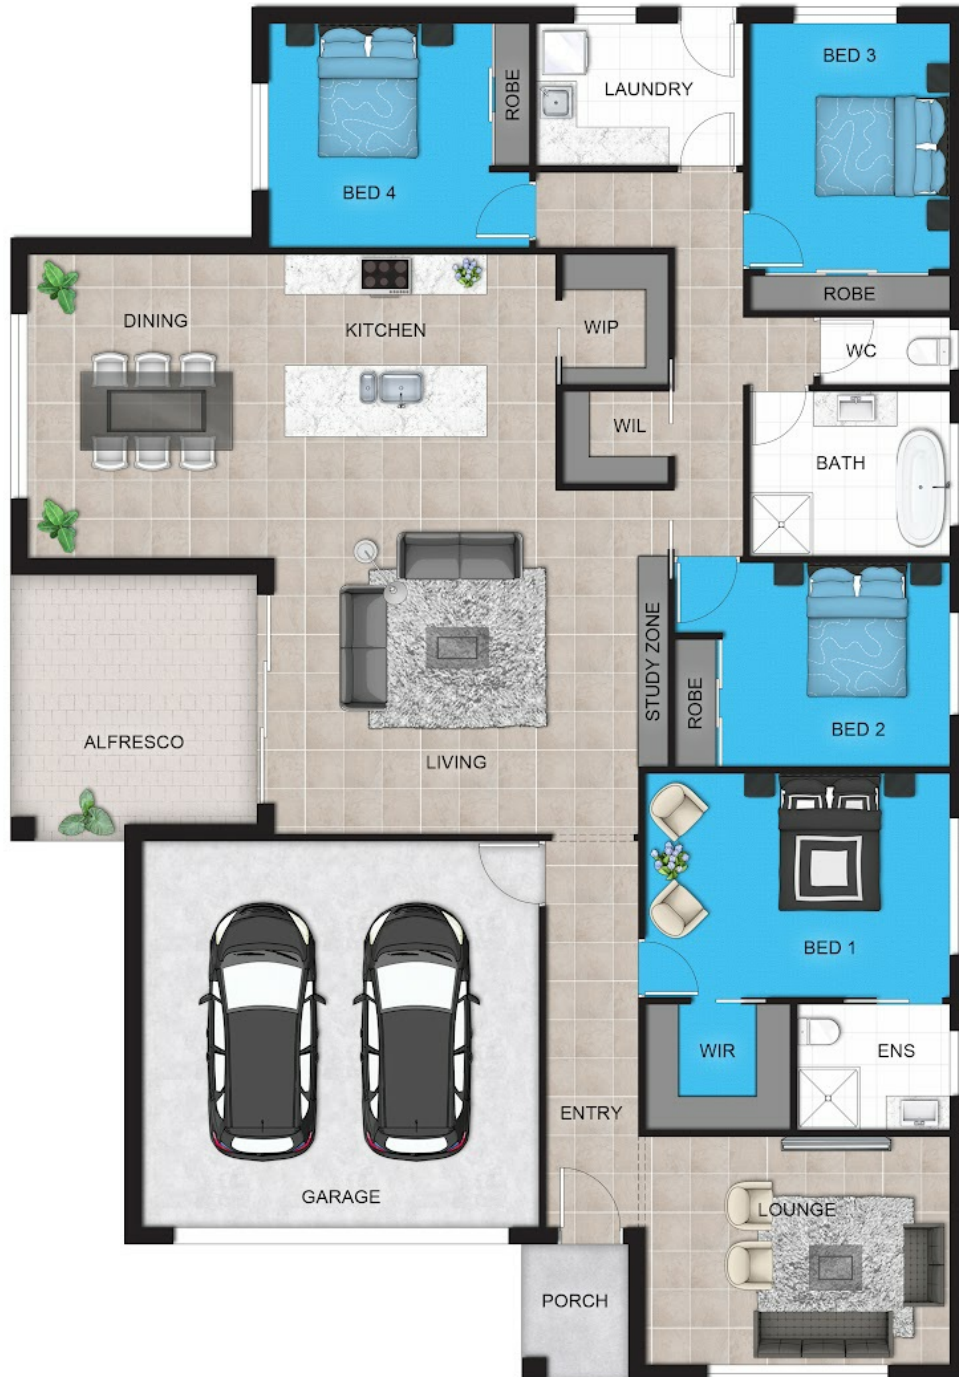 BED 3
ROBE
LAUNDRY
BED 4
ROBE
DINING
KITCHEN
WIP
WC
WIL
BATH
STUDY ZONE
ROBE
BED 2
ALFRESCO
LIVING
BED 1
WIR
ENS
ENTRY
GARAGE
LOUNGE
PORCH